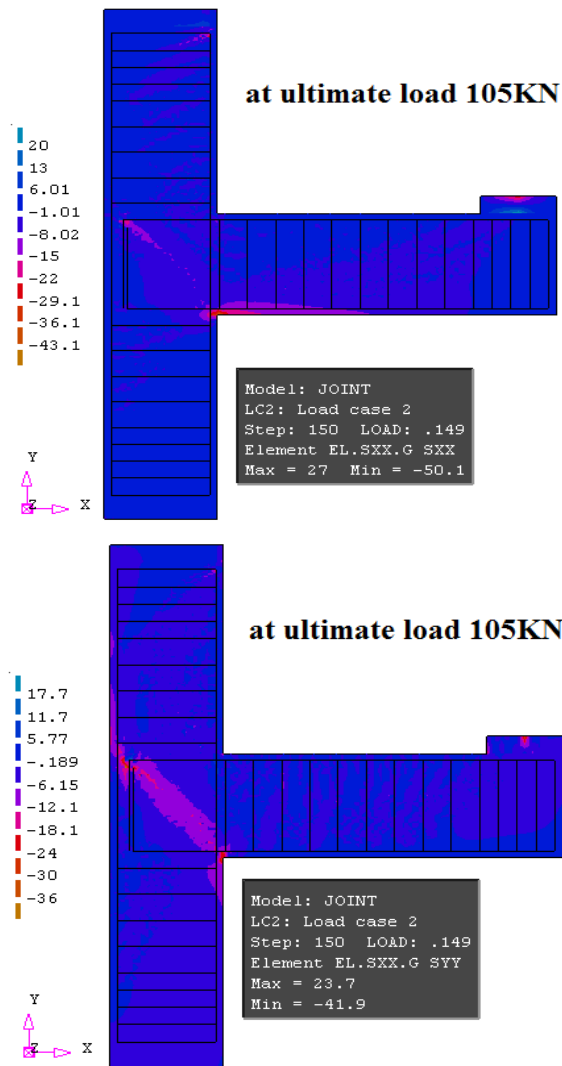 at ultimate load 105KN
20
13
6.01
-1.01
-8.02
-15
-22
-29.1
-36.1
-43.1
Model: JOINT
LC2: Load case 2
Step: 150 LOAD: .149
Element EL.SXX.G SXX
Max = 27 Min = -50.1
Y
Z X
at ultimate load 105KN
17.7
11.7
5.77
-.189
-6.15
-12.1
-18.1
-24
-30
-36
Model: JOINT
LC2: Load case 2
Step: 150 LOAD: .149
Element EL.SXX.G SYY
Max = 23.7
Min = -41.9
Y
Z X